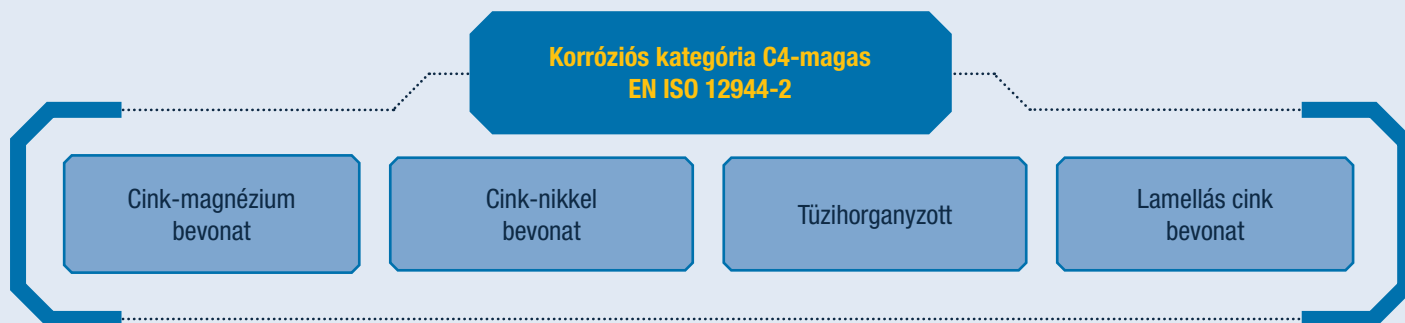 Korróziós kategória C4-magas
EN ISO 12944-2
Cink-magnézium
bevonat
Cink-nikkel
bevonat
Tüzihorganyzott
Lamellás cink
bevonat